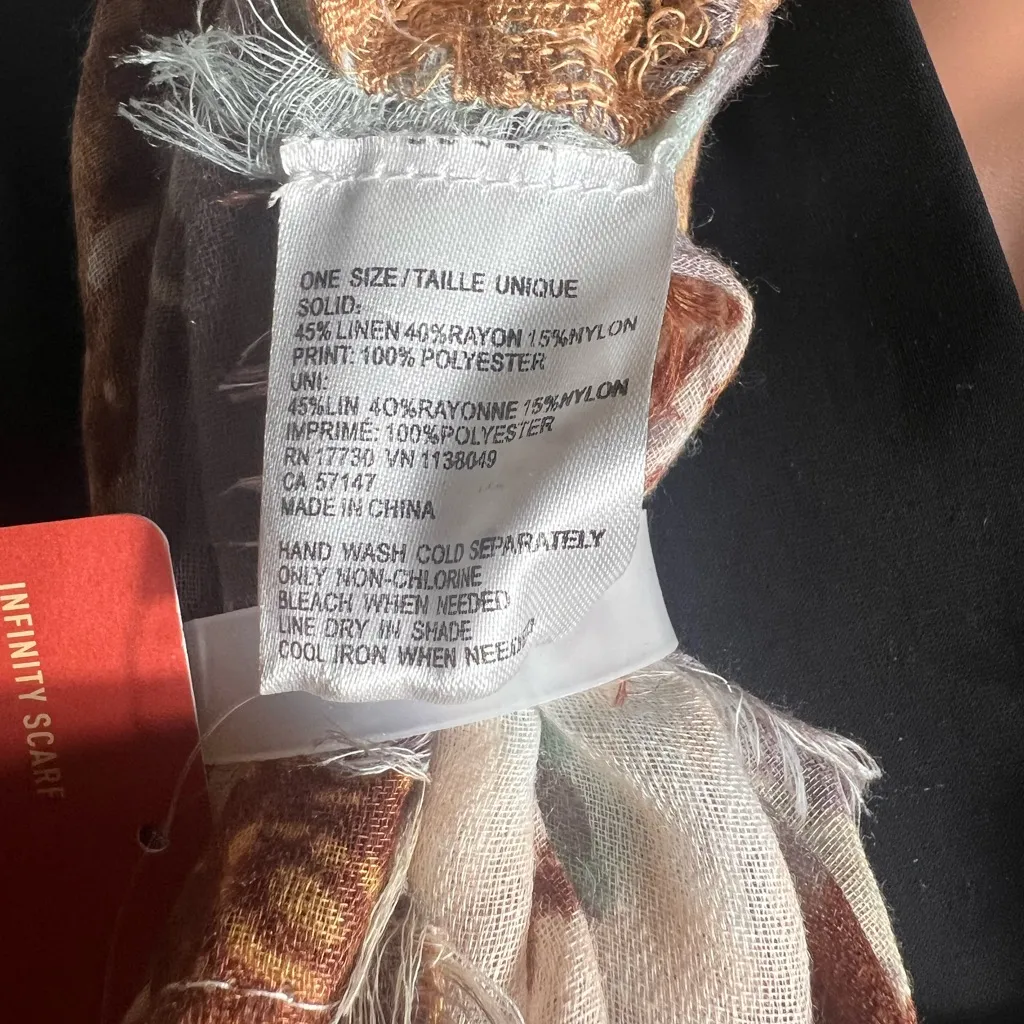 ONE SIZE/TAILLE UNIQUE
SOLID:
45% LINEN 40%RAYON 15%NYLON
PRINT: 100% POLYESTER
UNI:
45%LIN 40%RAYONNE 15%NYLON
IMPRIMÉ: 100%POLYESTER
RN 17730 VN 1138049
CA 57147
MADE IN CHINA
HAND WASH COLD SEPARATELY
ONLY NON-CHLORINE
BLEACH WHEN NEEDED
LINE DRY IN SHADE
COOL IRON WHEN
INFINITY SCARF